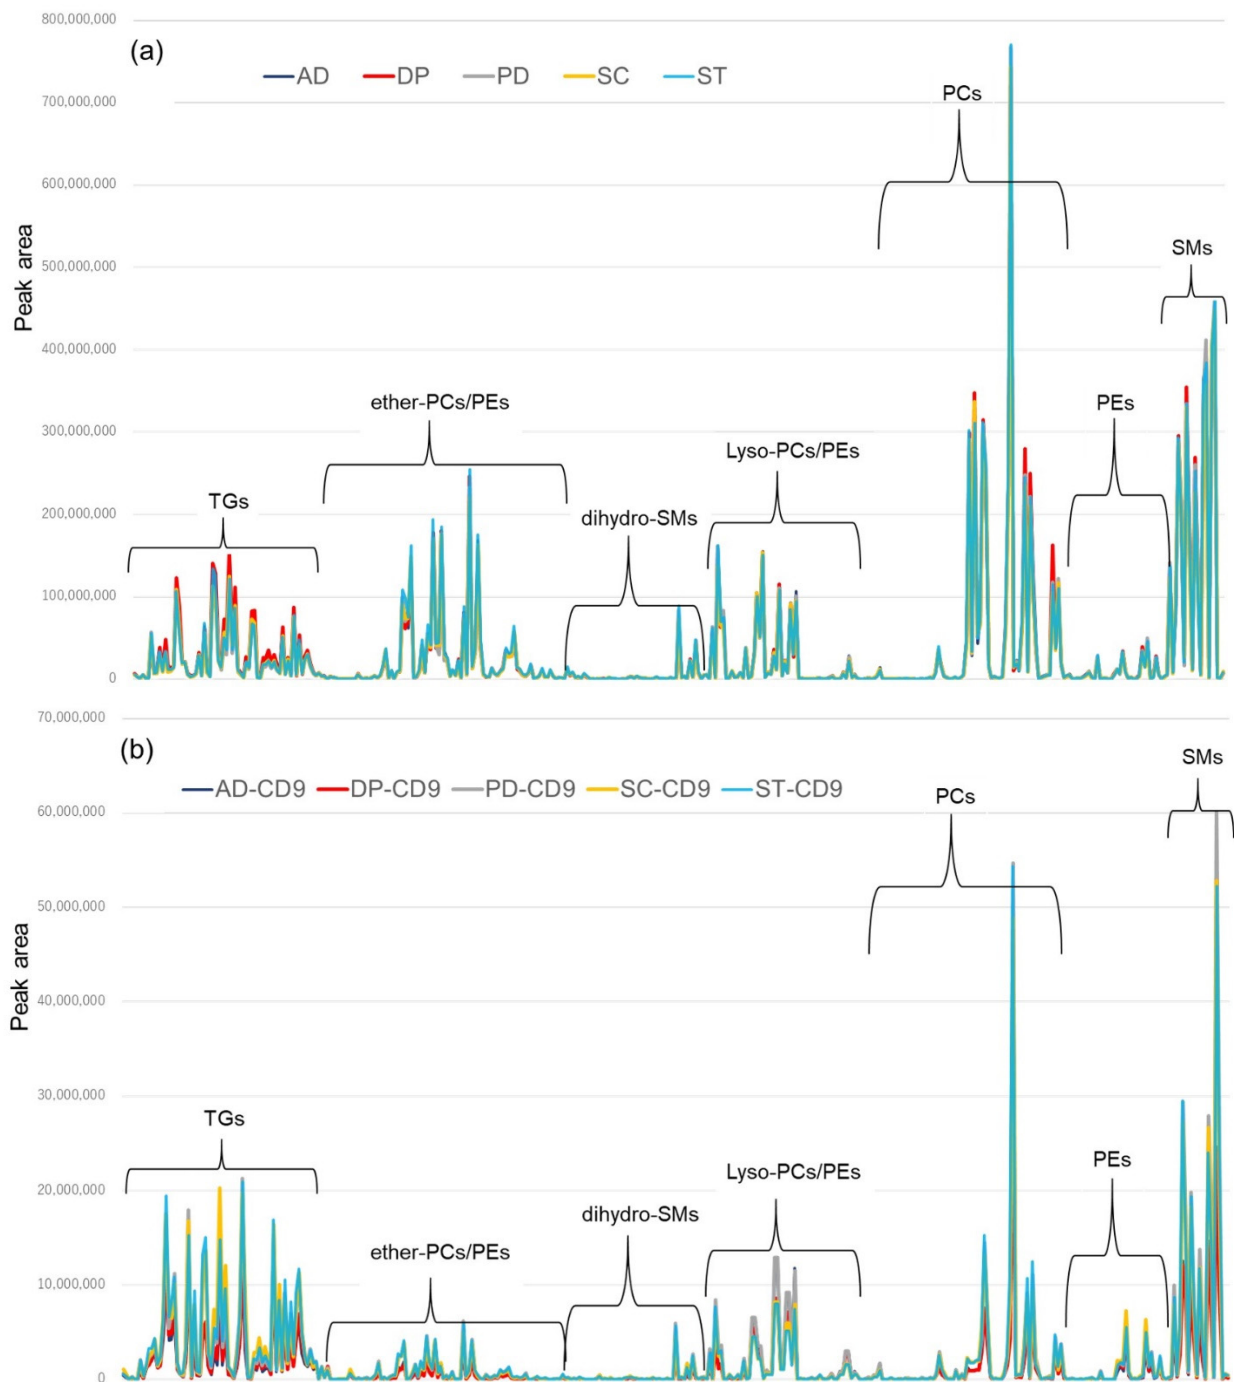 800,000,000
(a)
AD DP PD SC ST
700,000,000
PCs
600,000,000
500,000,000
SMs
Peak area
400,000,000
ether-PCs/PEs
PEs
300,000,000
Lyso-PCs/PEs
TGs
dihydro-SMs
200,000,000
100,000,000
0
70,000,000
(b)
SMs
AD-CD9 DP-CD9 PD-CD9 SC-CD9 ST-CD9
PCs
60,000,000
50,000,000
Peak area
40,000,000
30,000,000
TGs
Lyso-PCs/PEs
PEs
20,000,000
dihydro-SMs
ether-PCs/PEs
10,000,000
0